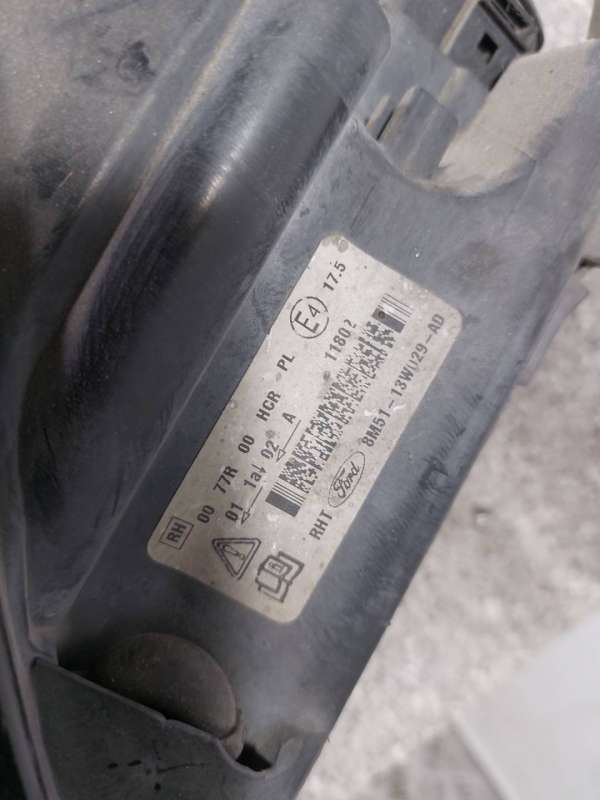 RH 00 77R 00 HCR PL E4 17.5
01 1a 02 A 11802
RHT Ford 8M51-13W029-AD